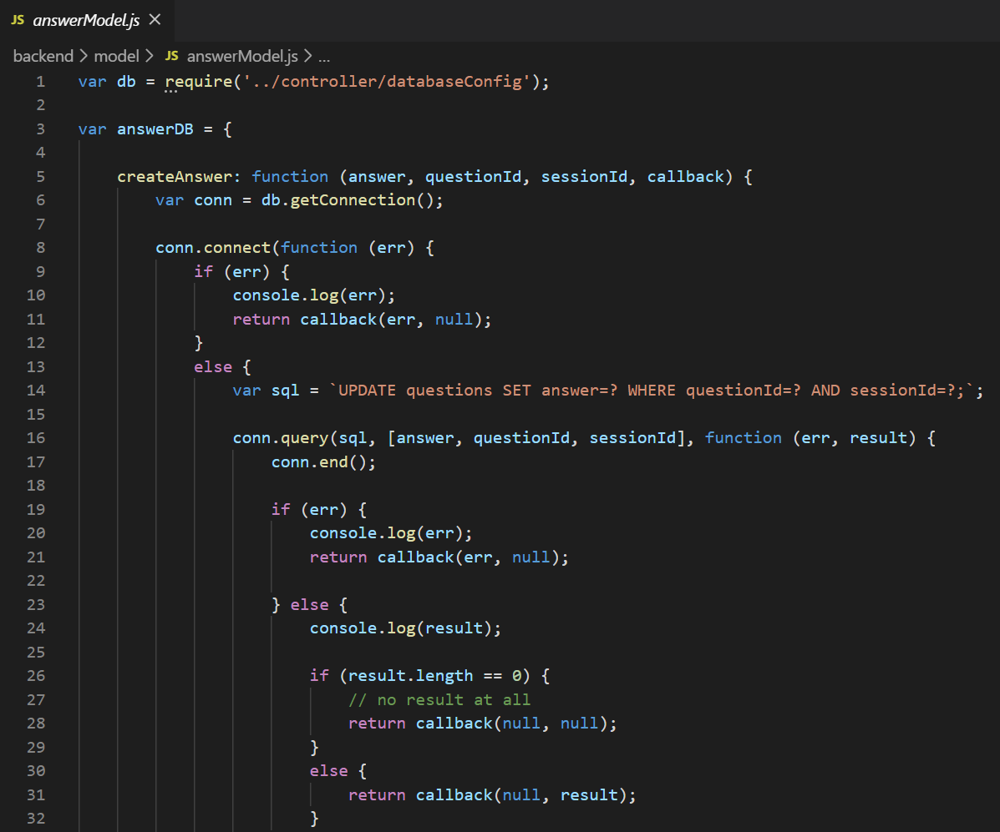 JS answerModel.js ×
backend > model > JS answerModel.js > ...
1 var db = require('../controller/databaseConfig');
2
3 var answerDB = {
4
5     createAnswer: function (answer, questionId, sessionId, callback) {
6         var conn = db.getConnection();
7
8         conn.connect(function (err) {
9             if (err) {
10                 console.log(err);
11                 return callback(err, null);
12             }
13             else {
14                 var sql = `UPDATE questions SET answer=? WHERE questionId=? AND sessionId=?;`;
15
16                 conn.query(sql, [answer, questionId, sessionId], function (err, result) {
17                     conn.end();
18
19                     if (err) {
20                         console.log(err);
21                         return callback(err, null);
22
23                     } else {
24                         console.log(result);
25
26                         if (result.length == 0) {
27                             // no result at all
28                             return callback(null, null);
29                         }
30                         else {
31                             return callback(null, result);
32                         }